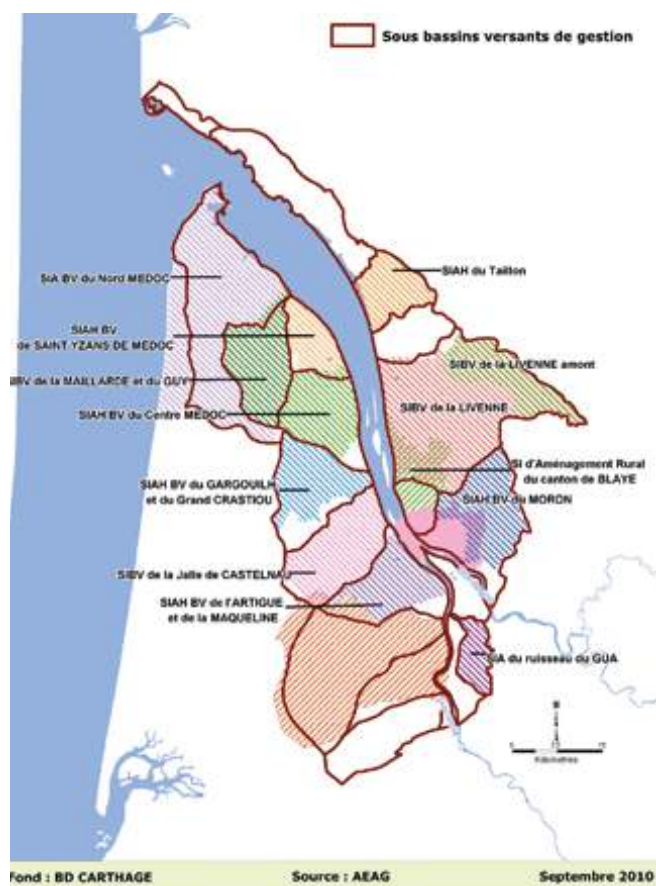 Sous bassins versants de gestion
SIA BV du Nord MEDOC
SIAH du Taillon
SIAH BV
de SAINT YZANS DE MEDOC
SIBV de la LIVENNE amont
SIBV de la MAILLARDE et du GUY
SIBV de la LIVENNE
SIAH BV du Centre MEDOC
SI d'Aménagement Rural
du canton de BLAYE
SIAH BV du GARGOUILH
et du Grand CRASTIOU
SIAH BV du MORON
SIBV de la Jalle de CASTELNAU
SIAH BV de l'ARTIGUE
et de la MAQUELINE
SIA du ruisseau du GUA
Kilomètres
Fond : BD CARTHAGE
Source : AEAG
Septembre 2010